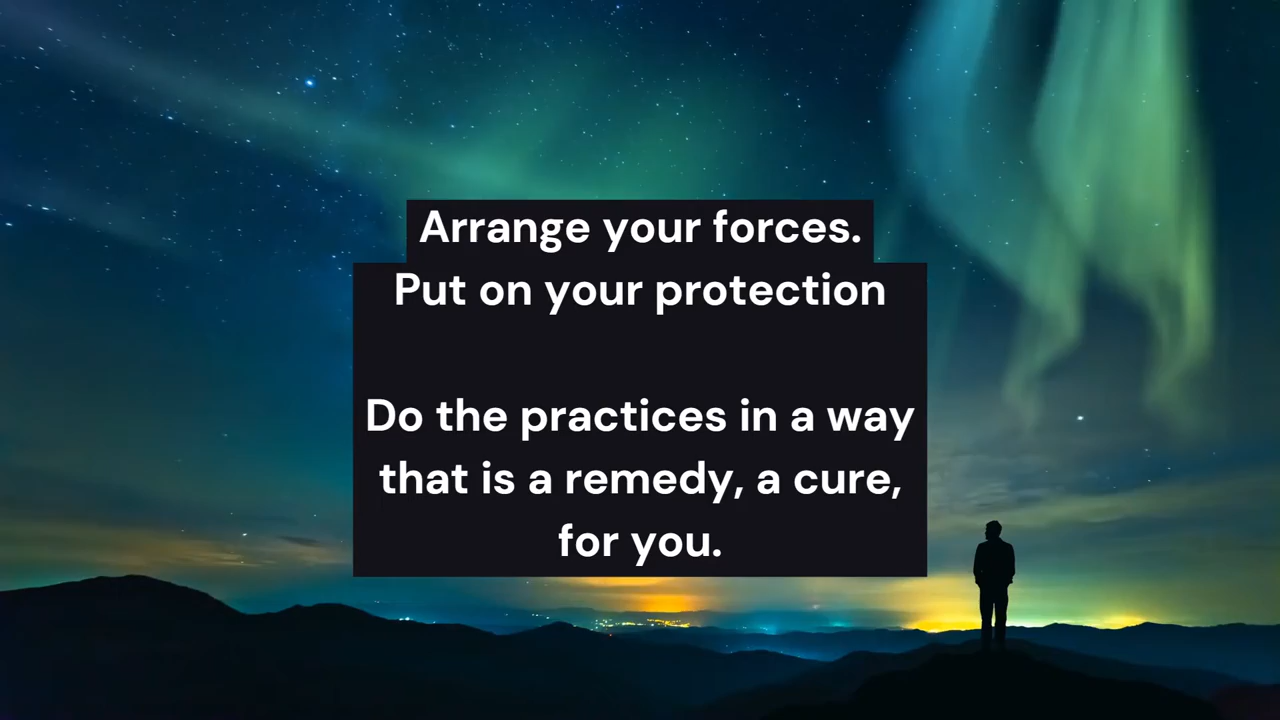 Arrange your forces.
Put on your protection
Do the practices in a way
that is a remedy, a cure,
for you.